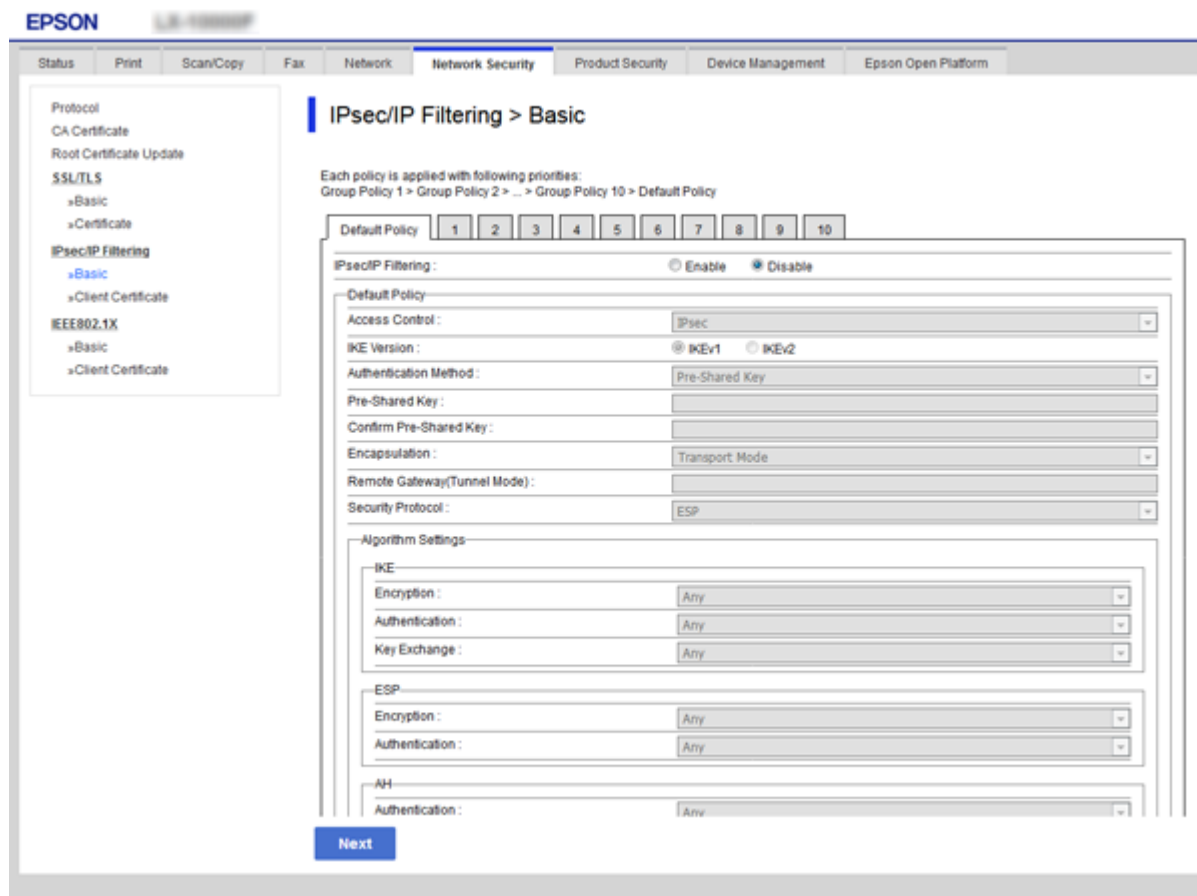 EPSON
Status Print Scan/Copy Fax Network Network Security Product Security Device Management Epson Open Platform
Protocol
CA Certificate
Root Certificate Update
SSL/TLS
»Basic
»Certificate
IPsec/IP Filtering
»Basic
»Client Certificate
IEEE802.1X
»Basic
»Client Certificate
IPsec/IP Filtering > Basic
Each policy is applied with following priorities:
Group Policy 1 > Group Policy 2 > ... > Group Policy 10 > Default Policy
Default Policy 1 2 3 4 5 6 7 8 9 10
IPsec/IP Filtering : Enable Disable
Default Policy
Access Control : IPsec
IKE Version : IKEv1 IKEv2
Authentication Method : Pre-Shared Key
Pre-Shared Key :
Confirm Pre-Shared Key :
Encapsulation : Transport Mode
Remote Gateway(Tunnel Mode) :
Security Protocol : ESP
Algorithm Settings
IKE
Encryption : Any
Authentication : Any
Key Exchange : Any
ESP
Encryption : Any
Authentication : Any
AH
Authentication : Any
Next